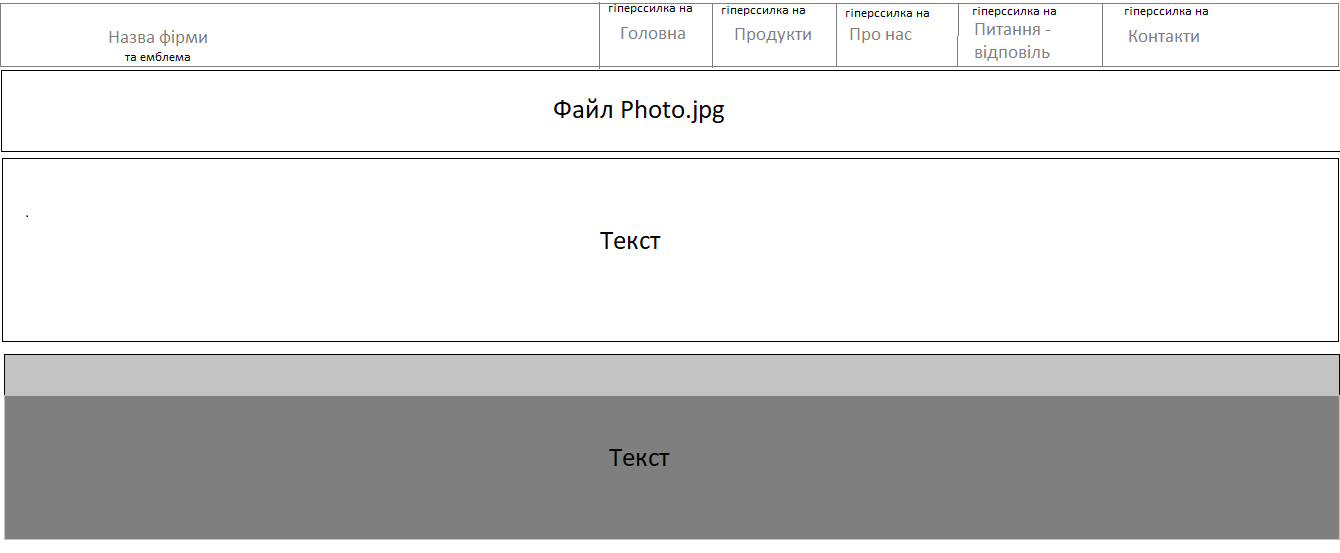 гіперссилка на
гіперссилка на
гіперссилка на
гіперссилка на
гіперссилка на
Назва фірми
та емблема
Головна
Продукти
Про нас
Питання -
відповіль
Контакти
Файл Photo.jpg
.
Текст
Текст